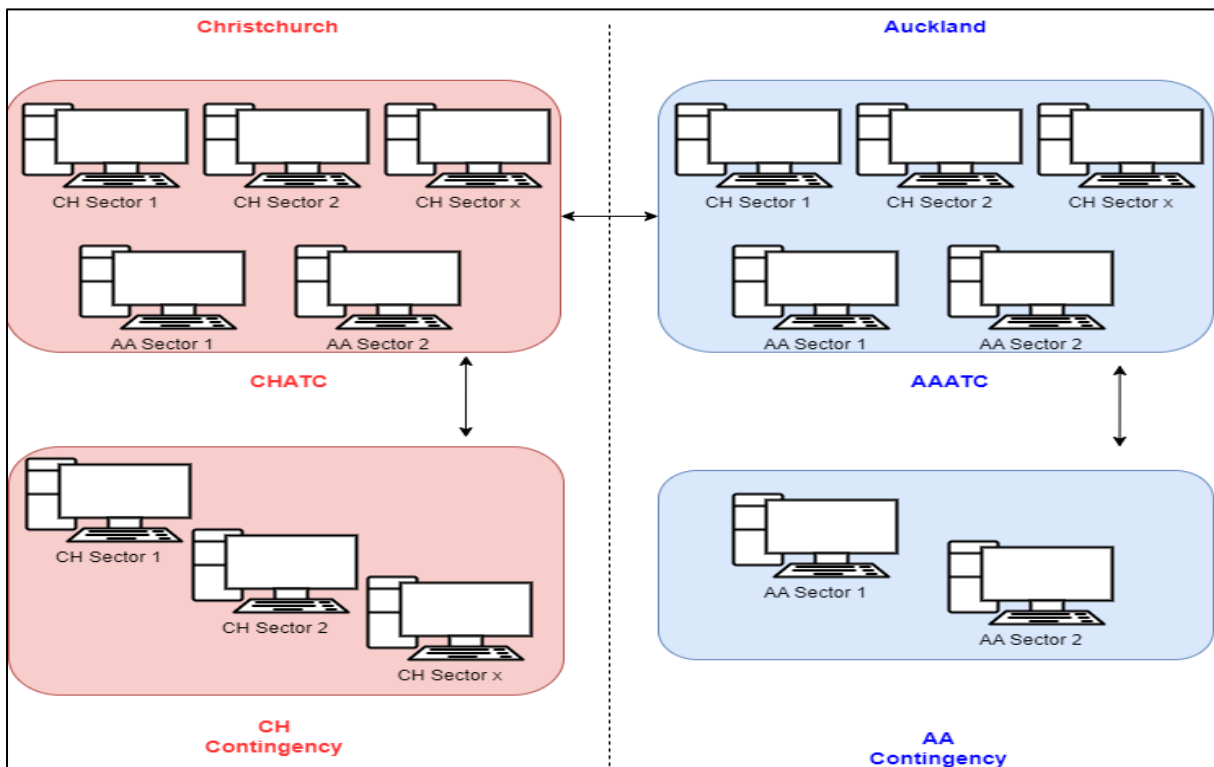 Christchurch
Auckland
CH Sector 1
CH Sector 2
CH Sector x
CH Sector 1
CH Sector 2
CH Sector x
AA Sector 1
AA Sector 2
AA Sector 1
AA Sector 2
CHATC
AAATC
CH Sector 1
CH Sector 2
CH Sector x
AA Sector 1
AA Sector 2
CH
Contingency
AA
Contingency